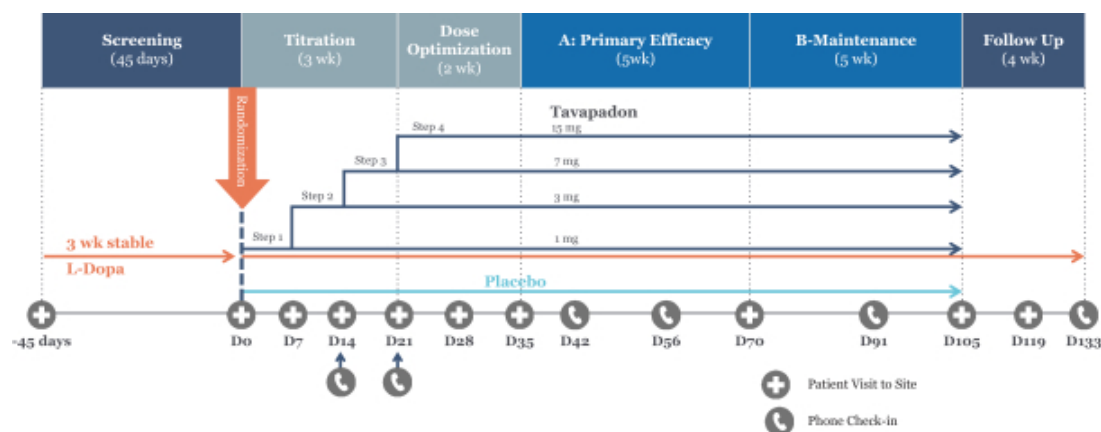 Screening
(45 days)
Titration
(3 wk)
Dose
Optimization
(2 wk)
A: Primary Efficacy
(5wk)
B-Maintenance
(5 wk)
Follow Up
(4 wk)
Randomization
Tavapadon
Step 4
15 mg
Step 3
7 mg
Step 2
3 mg
Step 1
1 mg
3 wk stable
L-Dopa
Placebo
-45 days
D0
D7
D14
D21
D28
D35
D42
D56
D70
D91
D105
D119
D133
Patient Visit to Site
Phone Check-in